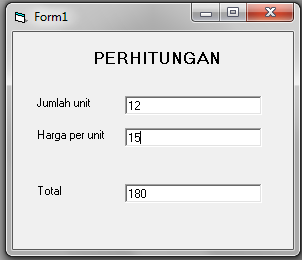 Form1
PERHITUNGAN
Jumlah unit 12
Harga per unit 15
Total 180